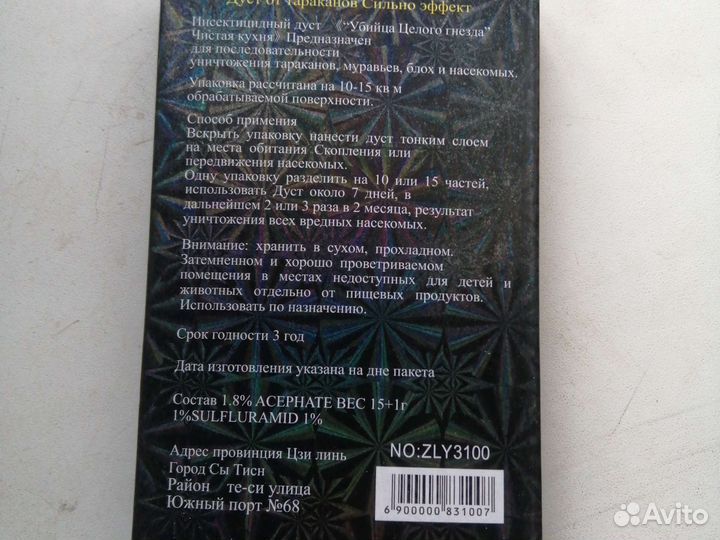 Дуст от тараканов Сильно эффект
Инсектицидный дуст 《“Убийца Целого гнезда”
Чистая кухня》Предназначен
для последовательности
уничтожения тараканов, муравьев, блох и насекомых.
Упаковка рассчитана на 10-15 кв м
обрабатываемой поверхности.
Способ примения
Вскрыть упаковку нанести дуст тонким слоем
на места обитания Скопления или
передвижения насекомых.
Одну упаковку разделить на 10 или 15 частей,
использовать Дуст около 7 дней, в
дальнейшем 2 или 3 раза в 2 месяца, результат
уничтожения всех вредных насекомых.
Внимание: хранить в сухом, прохладном.
Затемненном и хорошо проветриваемом
помещения в местах недоступных для детей и
животных отдельно от пищевых продуктов.
Использовать по назначению.
Срок годности 3 год
Дата изготовления указана на дне пакета
Состав 1.8% ACEPHATE ВЕС 15+1г
1%SULFLURAMID 1%
Адрес провинция Цзи линь
Город Сы Тисн
Район те-си улица
Южный порт №68
NO:ZLY3100
6 900000 831007
Avito